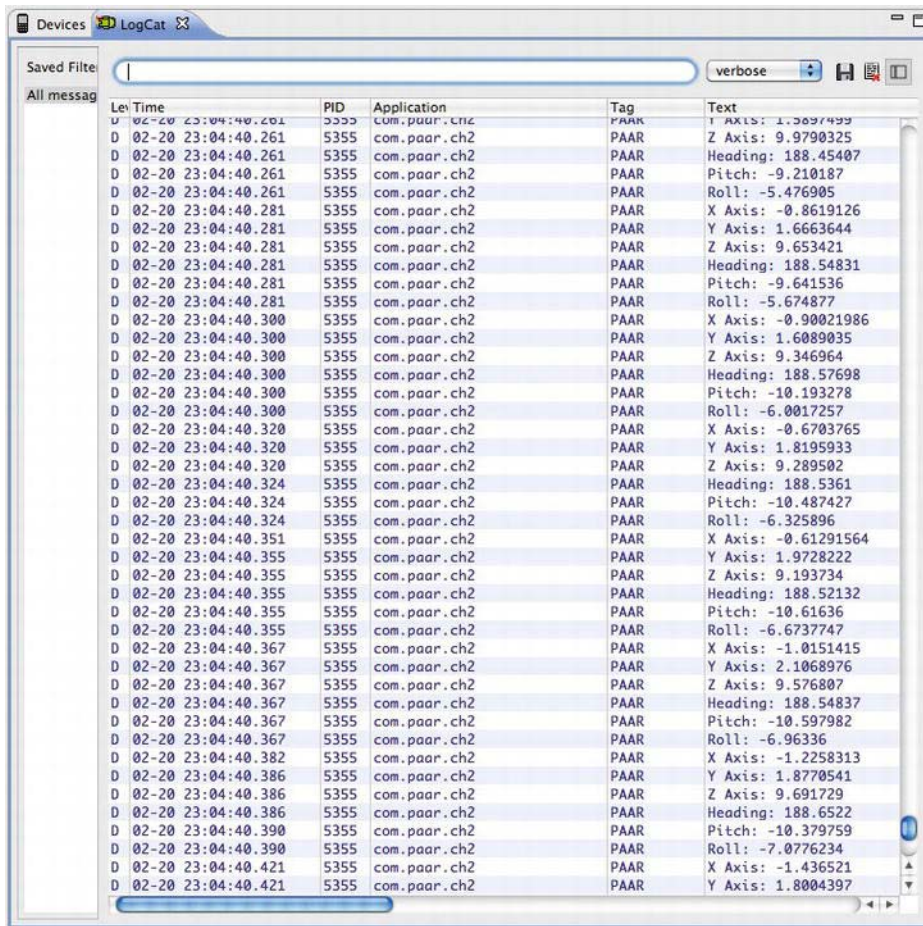 Devices LogCat
Saved Filte
verbose
All messag
Lev Time PID Application Tag Text
D 02-20 23:04:40.261 5355 com.paar.ch2 PAAR Y Axis: 1.5897499
D 02-20 23:04:40.261 5355 com.paar.ch2 PAAR Z Axis: 9.9790325
D 02-20 23:04:40.261 5355 com.paar.ch2 PAAR Heading: 188.45407
D 02-20 23:04:40.261 5355 com.paar.ch2 PAAR Pitch: -9.210187
D 02-20 23:04:40.261 5355 com.paar.ch2 PAAR Roll: -5.476905
D 02-20 23:04:40.281 5355 com.paar.ch2 PAAR X Axis: -0.8619126
D 02-20 23:04:40.281 5355 com.paar.ch2 PAAR Y Axis: 1.6663644
D 02-20 23:04:40.281 5355 com.paar.ch2 PAAR Z Axis: 9.653421
D 02-20 23:04:40.281 5355 com.paar.ch2 PAAR Heading: 188.54831
D 02-20 23:04:40.281 5355 com.paar.ch2 PAAR Pitch: -9.641536
D 02-20 23:04:40.281 5355 com.paar.ch2 PAAR Roll: -5.674877
D 02-20 23:04:40.300 5355 com.paar.ch2 PAAR X Axis: -0.90021986
D 02-20 23:04:40.300 5355 com.paar.ch2 PAAR Y Axis: 1.6089035
D 02-20 23:04:40.300 5355 com.paar.ch2 PAAR Z Axis: 9.346964
D 02-20 23:04:40.300 5355 com.paar.ch2 PAAR Heading: 188.57698
D 02-20 23:04:40.300 5355 com.paar.ch2 PAAR Pitch: -10.193278
D 02-20 23:04:40.300 5355 com.paar.ch2 PAAR Roll: -6.0017257
D 02-20 23:04:40.320 5355 com.paar.ch2 PAAR X Axis: -0.6703765
D 02-20 23:04:40.320 5355 com.paar.ch2 PAAR Y Axis: 1.8195933
D 02-20 23:04:40.320 5355 com.paar.ch2 PAAR Z Axis: 9.289502
D 02-20 23:04:40.324 5355 com.paar.ch2 PAAR Heading: 188.5361
D 02-20 23:04:40.324 5355 com.paar.ch2 PAAR Pitch: -10.487427
D 02-20 23:04:40.324 5355 com.paar.ch2 PAAR Roll: -6.325896
D 02-20 23:04:40.351 5355 com.paar.ch2 PAAR X Axis: -0.61291564
D 02-20 23:04:40.355 5355 com.paar.ch2 PAAR Y Axis: 1.9728222
D 02-20 23:04:40.355 5355 com.paar.ch2 PAAR Z Axis: 9.193734
D 02-20 23:04:40.355 5355 com.paar.ch2 PAAR Heading: 188.52132
D 02-20 23:04:40.355 5355 com.paar.ch2 PAAR Pitch: -10.61636
D 02-20 23:04:40.355 5355 com.paar.ch2 PAAR Roll: -6.6737747
D 02-20 23:04:40.367 5355 com.paar.ch2 PAAR X Axis: -1.0151415
D 02-20 23:04:40.367 5355 com.paar.ch2 PAAR Y Axis: 2.1068976
D 02-20 23:04:40.367 5355 com.paar.ch2 PAAR Z Axis: 9.576807
D 02-20 23:04:40.367 5355 com.paar.ch2 PAAR Heading: 188.54837
D 02-20 23:04:40.367 5355 com.paar.ch2 PAAR Pitch: -10.597982
D 02-20 23:04:40.367 5355 com.paar.ch2 PAAR Roll: -6.96336
D 02-20 23:04:40.382 5355 com.paar.ch2 PAAR X Axis: -1.2258313
D 02-20 23:04:40.386 5355 com.paar.ch2 PAAR Y Axis: 1.8770541
D 02-20 23:04:40.386 5355 com.paar.ch2 PAAR Z Axis: 9.691729
D 02-20 23:04:40.386 5355 com.paar.ch2 PAAR Heading: 188.6522
D 02-20 23:04:40.390 5355 com.paar.ch2 PAAR Pitch: -10.379759
D 02-20 23:04:40.390 5355 com.paar.ch2 PAAR Roll: -7.0776234
D 02-20 23:04:40.421 5355 com.paar.ch2 PAAR X Axis: -1.436521
D 02-20 23:04:40.421 5355 com.paar.ch2 PAAR Y Axis: 1.8004397